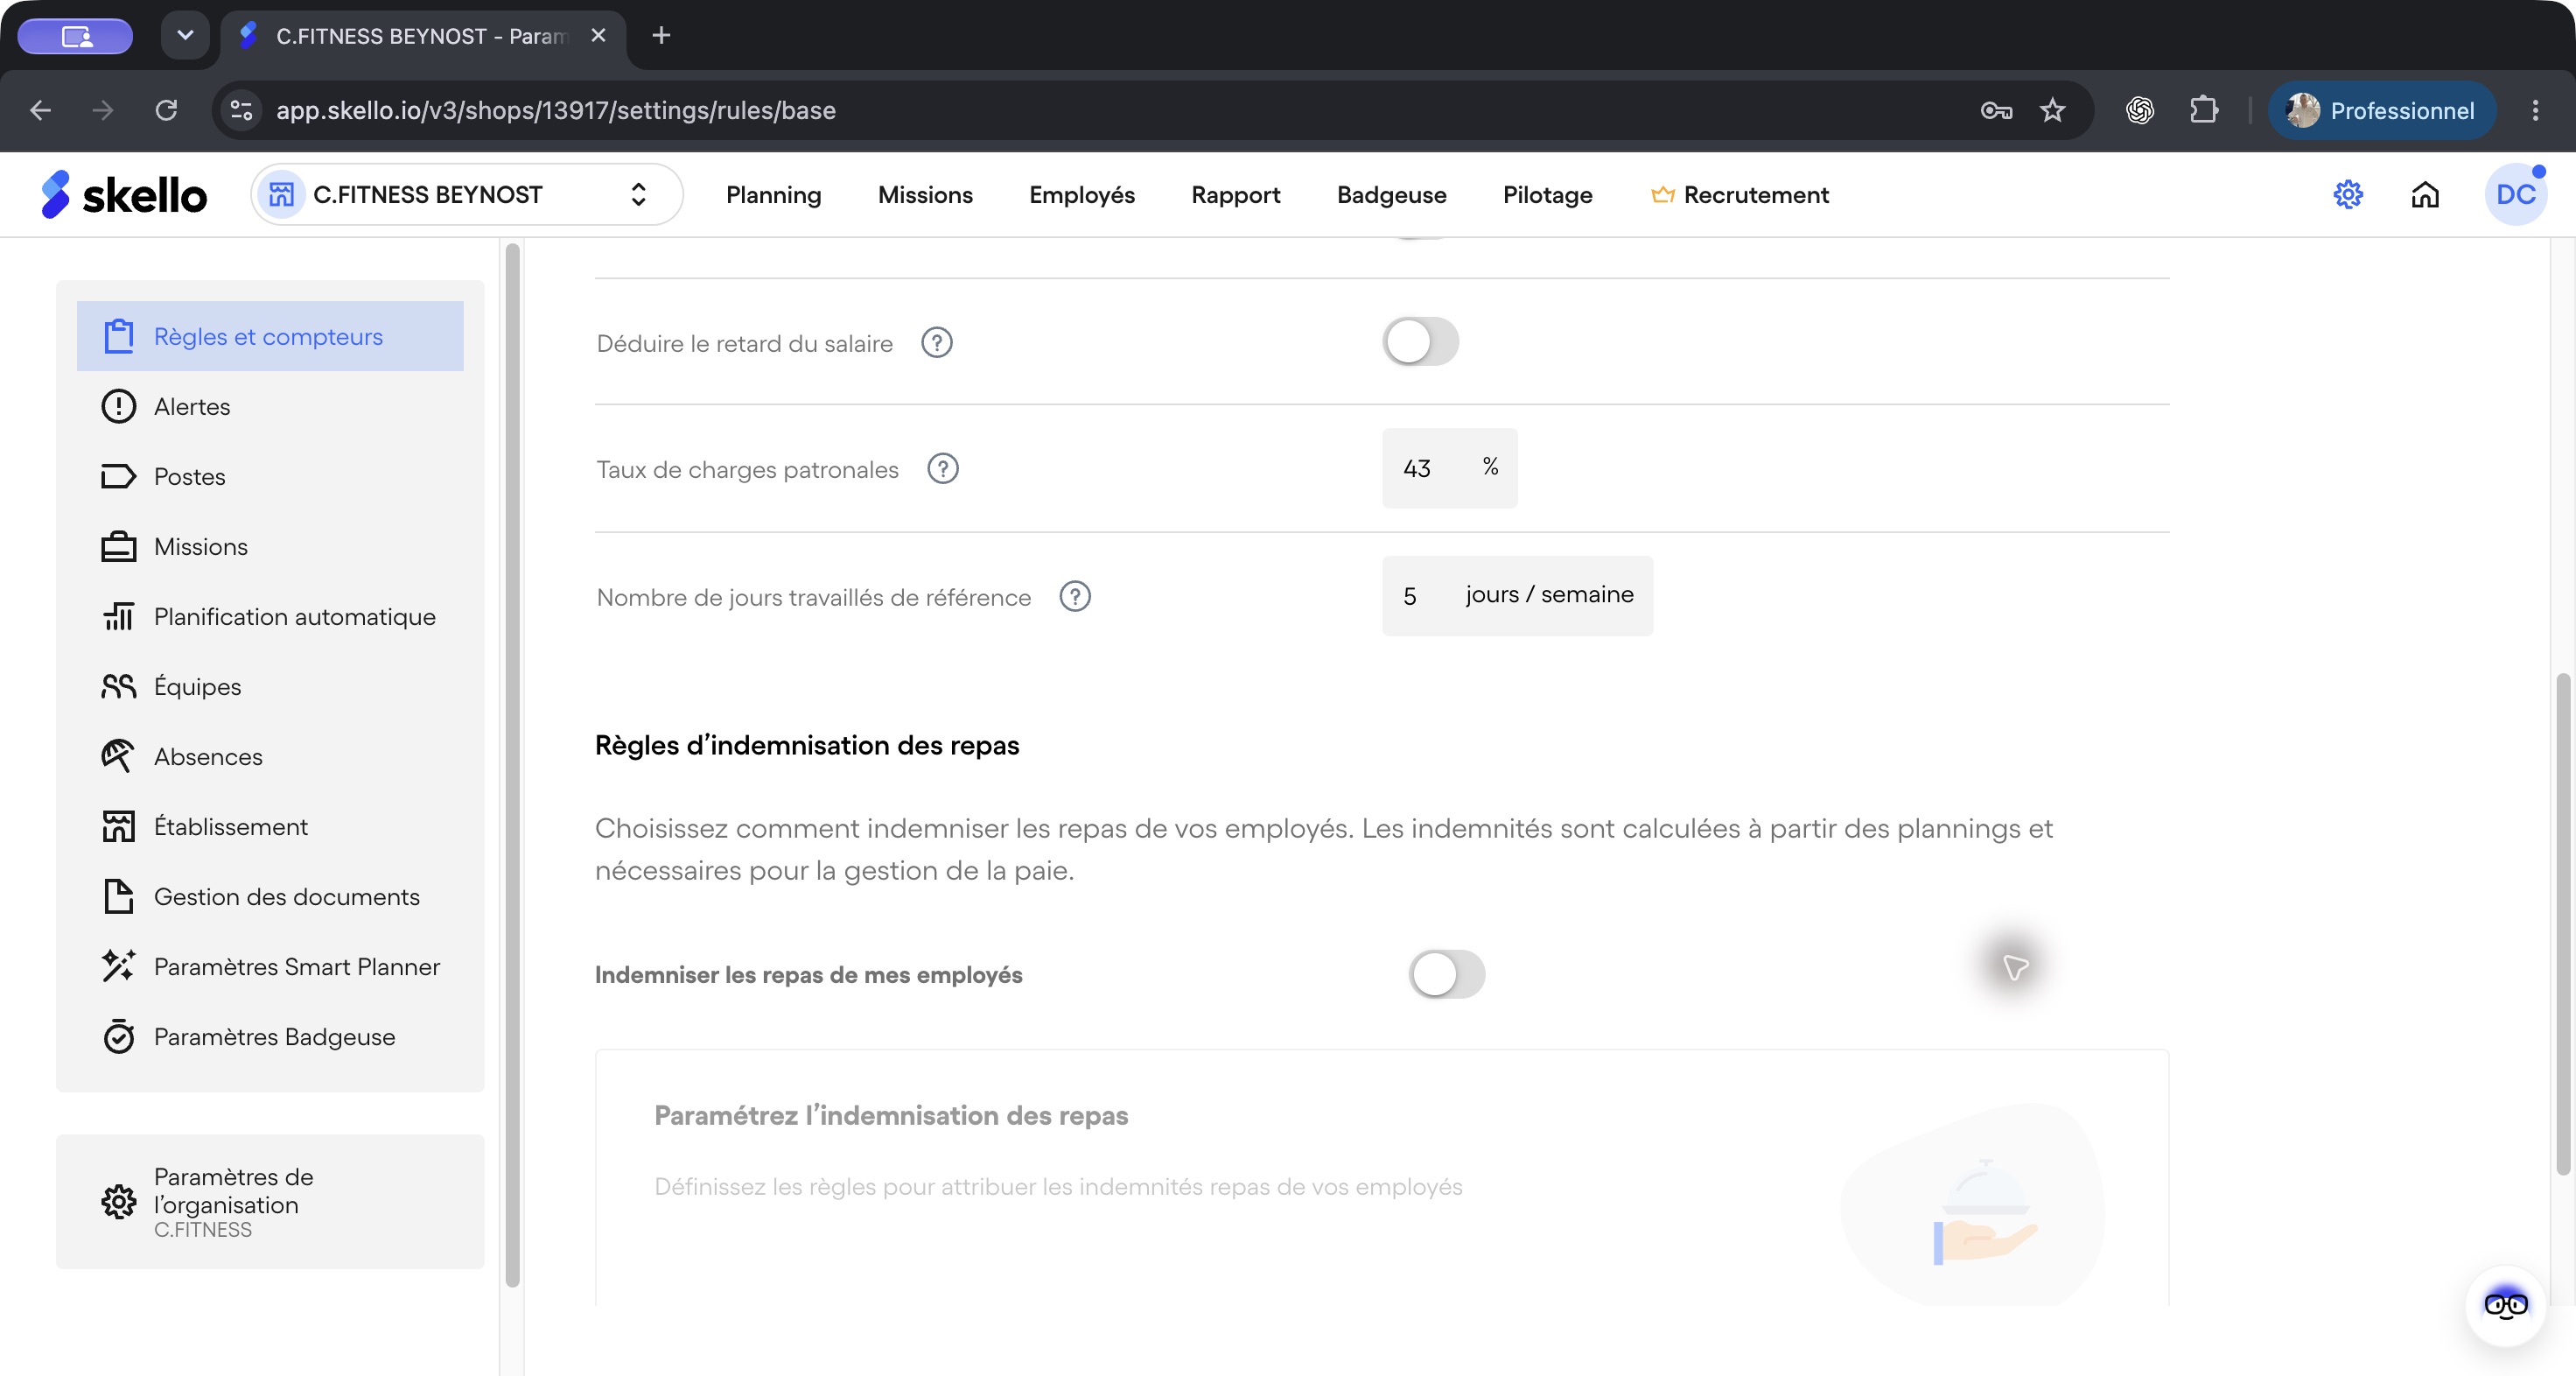 C.FITNESS BEYNOST - Param
app.skello.io/v3/shops/13917/settings/rules/base
Professionnel
skello
C.FITNESS BEYNOST
Planning
Missions
Employés
Rapport
Badgeuse
Pilotage
Recrutement
DC
Règles et compteurs
Alertes
Postes
Missions
Planification automatique
Équipes
Absences
Établissement
Gestion des documents
Paramètres Smart Planner
Paramètres Badgeuse
Paramètres de
l’organisation
C.FITNESS
Déduire le retard du salaire ?
Taux de charges patronales ?
43 %
Nombre de jours travaillés de référence ?
5 jours / semaine
Règles d’indemnisation des repas
Choisissez comment indemniser les repas de vos employés. Les indemnités sont calculées à partir des plannings et
nécessaires pour la gestion de la paie.
Indemniser les repas de mes employés
Paramétrez l’indemnisation des repas
Définissez les règles pour attribuer les indemnités repas de vos employés